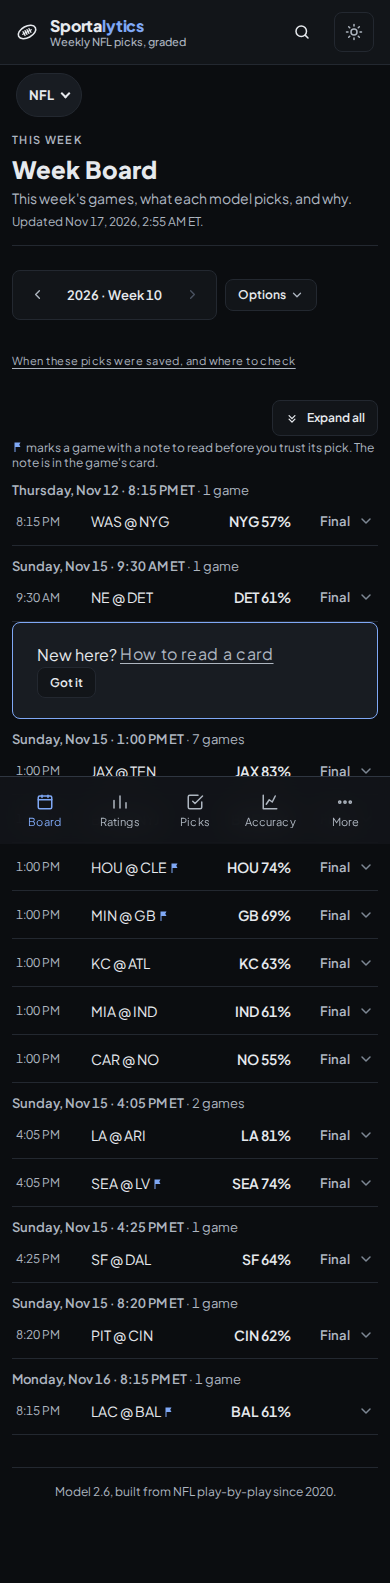 Sportalytics
Weekly NFL picks, graded
NFL
THIS WEEK
Week Board
This week's games, what each model picks, and why.
Updated Nov 17, 2026, 2:55 AM ET.
2026 · Week 10
Options
When these picks were saved, and where to check
Expand all
marks a game with a note to read before you trust its pick. The
note is in the game's card.
Thursday, Nov 12 · 8:15 PM ET · 1 game
8:15 PM WAS @ NYG NYG 57% Final
Sunday, Nov 15 · 9:30 AM ET · 1 game
9:30 AM NE @ DET DET 61% Final
New here? How to read a card
Got it
Sunday, Nov 15 · 1:00 PM ET · 7 games
1:00 PM JAX @ TEN JAX 83% Final
Board Ratings Picks Accuracy More
1:00 PM HOU @ CLE HOU 74% Final
1:00 PM MIN @ GB GB 69% Final
1:00 PM KC @ ATL KC 63% Final
1:00 PM MIA @ IND IND 61% Final
1:00 PM CAR @ NO NO 55% Final
Sunday, Nov 15 · 4:05 PM ET · 2 games
4:05 PM LA @ ARI LA 81% Final
4:05 PM SEA @ LV SEA 74% Final
Sunday, Nov 15 · 4:25 PM ET · 1 game
4:25 PM SF @ DAL SF 64% Final
Sunday, Nov 15 · 8:20 PM ET · 1 game
8:20 PM PIT @ CIN CIN 62% Final
Monday, Nov 16 · 8:15 PM ET · 1 game
8:15 PM LAC @ BAL BAL 61%
Model 2.6, built from NFL play-by-play since 2020.